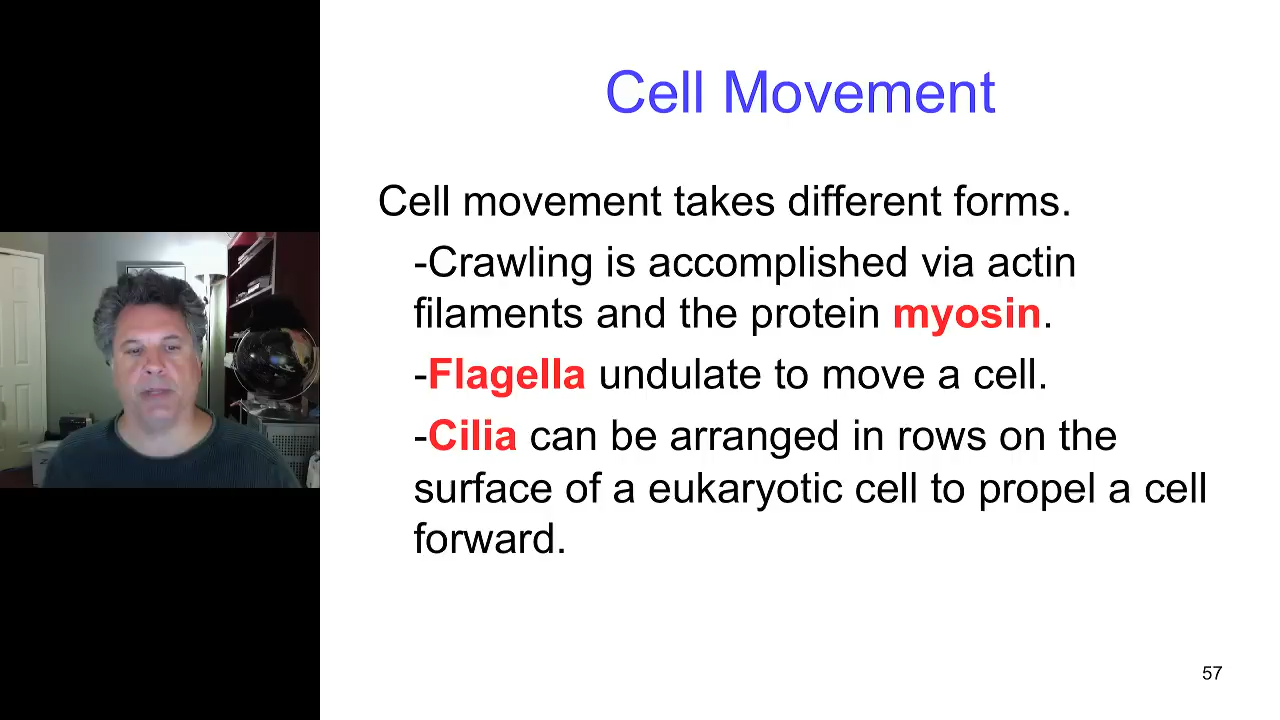 Cell Movement
Cell movement takes different forms.
-Crawling is accomplished via actin
filaments and the protein myosin.
-Flagella undulate to move a cell.
-Cilia can be arranged in rows on the
surface of a eukaryotic cell to propel a cell
forward.
57